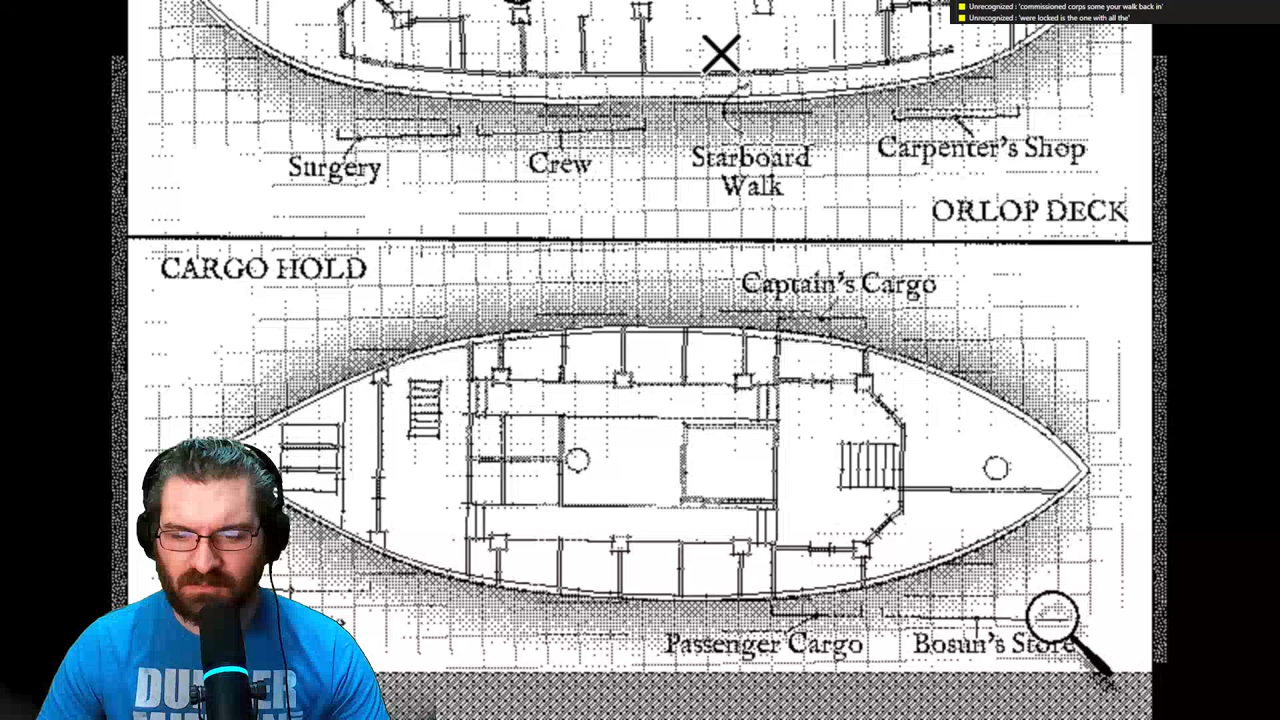 Unrecognized : 'commissioned corps some your walk back in'
Unrecognized : 'were locked is the one with all the'
Surgery
Crew
Starboard
Walk
Carpenter's Shop
ORLOP DECK
CARGO HOLD
Captain's Cargo
Passenger Cargo
Bosun's Store